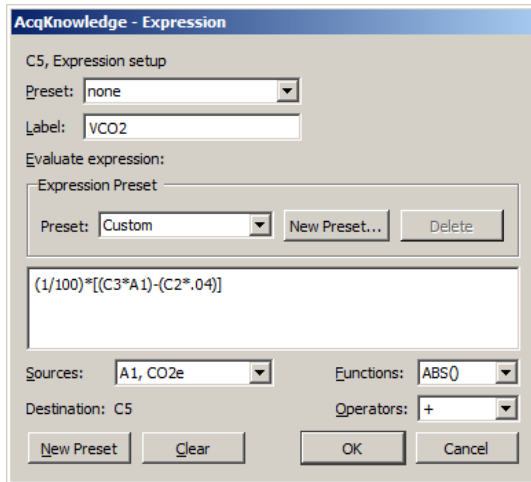 AcqKnowledge - Expression
C5, Expression setup
Preset: none
Label: VCO2
Evaluate expression:
Expression Preset
Preset: Custom New Preset... Delete
(1/100)*[(C3*A1)-(C2*.04)]
Sources: A1, CO2e Functions: ABS()
Destination: C5 Operators: +
New Preset Clear OK Cancel